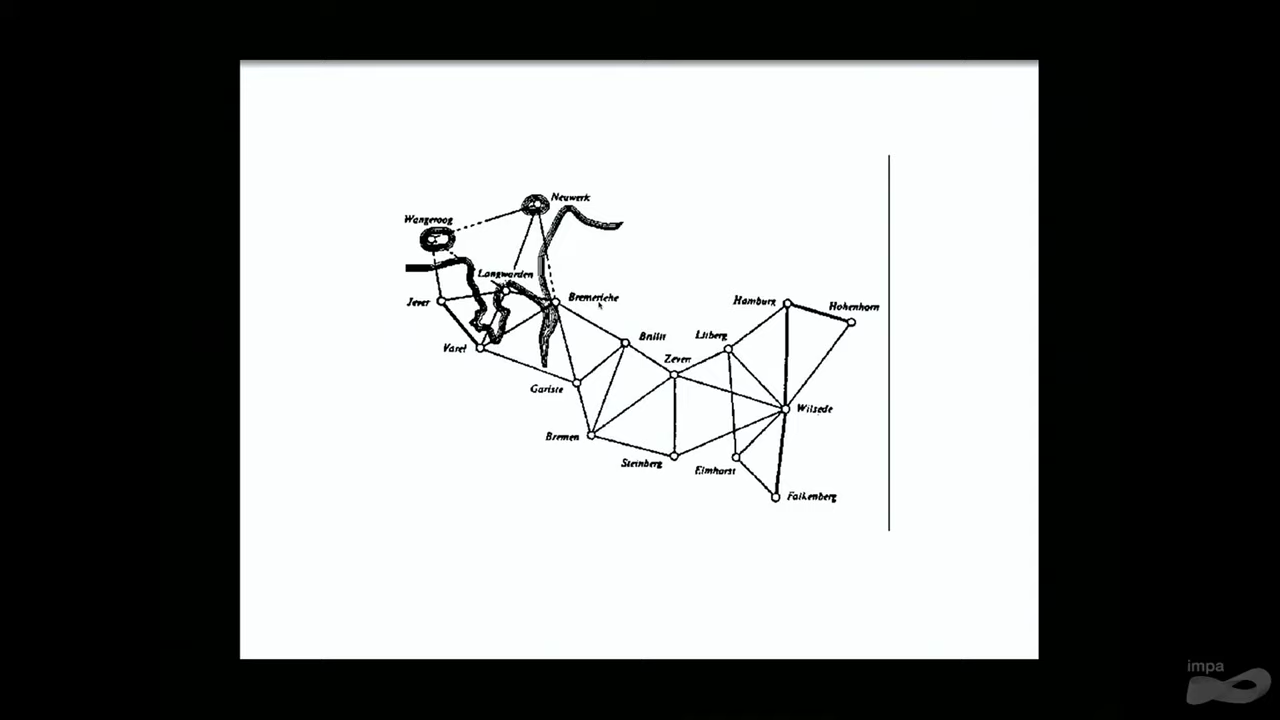 Neuwerk
Wangeroog
Langwarden
Jever
Bremerlehe
Hamburg
Hohenhorn
Varel
Brillit
Litberg
Zeven
Garlste
Wilsede
Bremen
Steinberg
Elmhorst
Falkenberg
impa